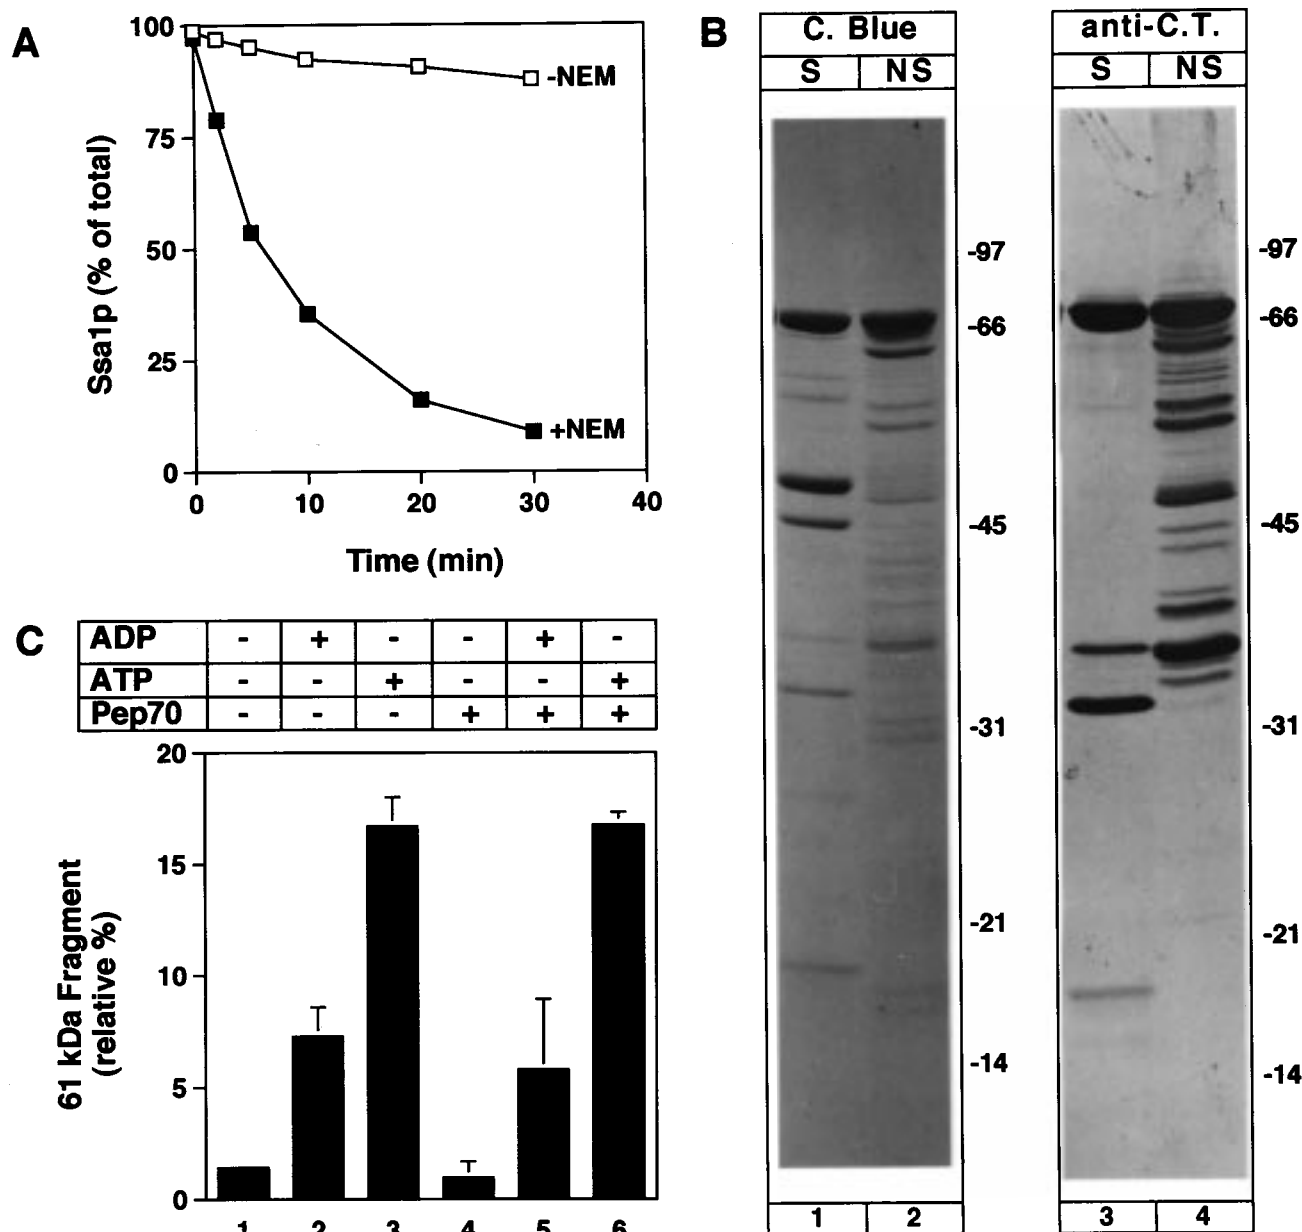 A
100
75
50
25
0
Ssa1p (% of total)
-NEM
+NEM
0 10 20 30 40
Time (min)
B
C. Blue
S NS
-97
-66
-45
-31
-21
-14
1 2
anti-C.T.
S NS
-97
-66
-45
-31
-21
-14
3 4
C
ADP - + - - + -
ATP - - + - - +
Pep70 - - - + + +
20
15
10
5
0
61 kDa Fragment
(relative %)
1 2 3 4 5 6